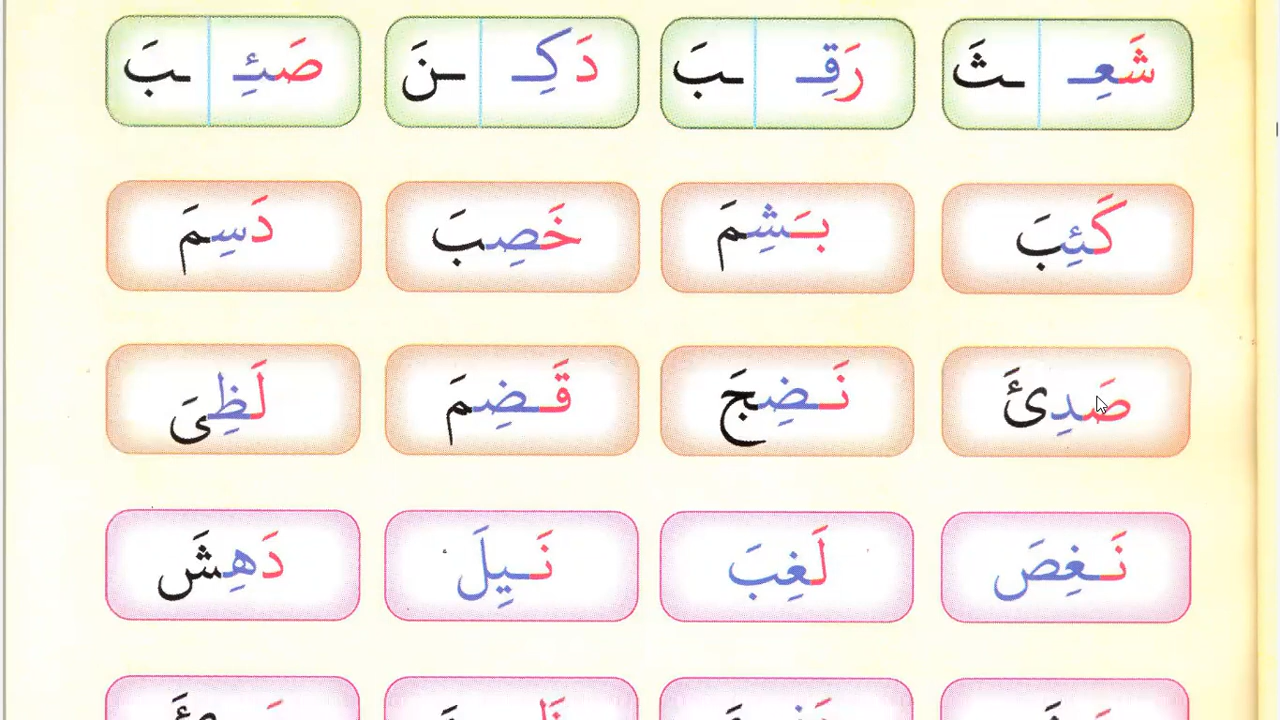 شَعِـ ـثَ رَقِـ ـبَ دَكِـ ـنَ صَئِـ ـبَ
كَئِبَ بَشِمَ خَصِبَ دَسِمَ
صَدِئَ نَضِجَ قَضِمَ لَظِىَ
نَغِصَ لَغِبَ نَيِلَ دَهِشَ